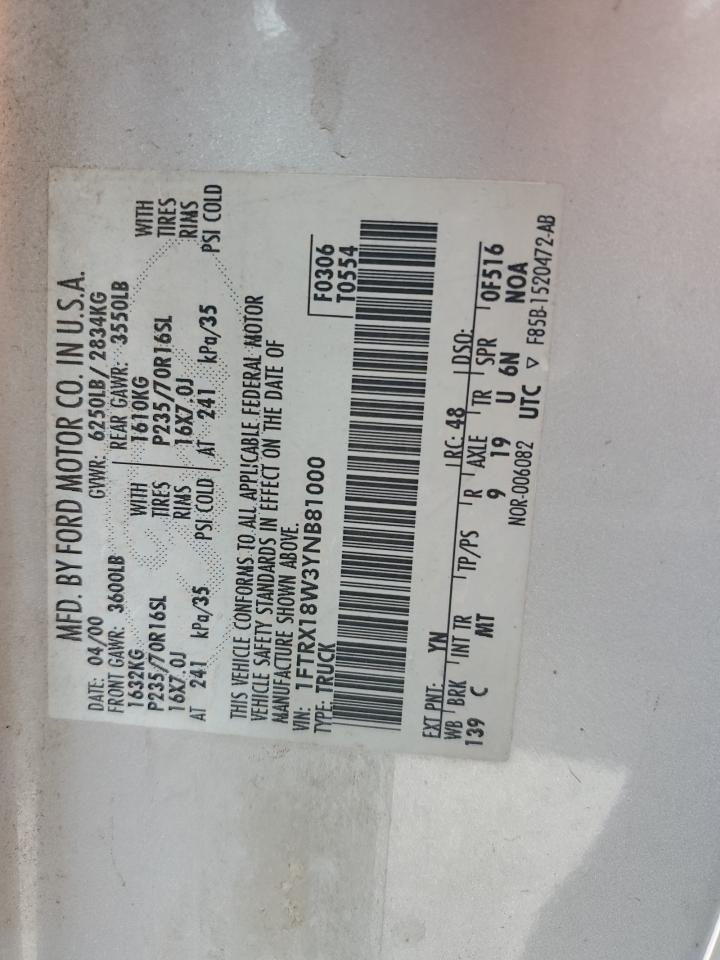 MFD. BY FORD MOTOR CO. IN U.S.A.
DATE: 04/00 GVWR: 6250LB/ 2834KG
FRONT GAWR: 3600LB REAR GAWR: 3550LB
1632KG WITH 1610KG WITH
P235/70R16SL TIRES P235/70R16SL TIRES
16X7.0J RIMS 16X7.0J RIMS
AT 241 kPa/35 PSI COLD AT 241 kPa/35 PSI COLD
THIS VEHICLE CONFORMS TO ALL APPLICABLE FEDERAL MOTOR
VEHICLE SAFETY STANDARDS IN EFFECT ON THE DATE OF
MANUFACTURE SHOWN ABOVE.
VIN: 1FTRX18W3YNB81000 F0306
TYPE: TRUCK T0554
EXT PNT: YN RC: 48 DSO:
WB BRK INT TR TP/PS R AXLE TR SPR 0F516
139 C MT 9 19 U 6N NOA
NOR-006082 UTC ▽ F85B-1520472-AB